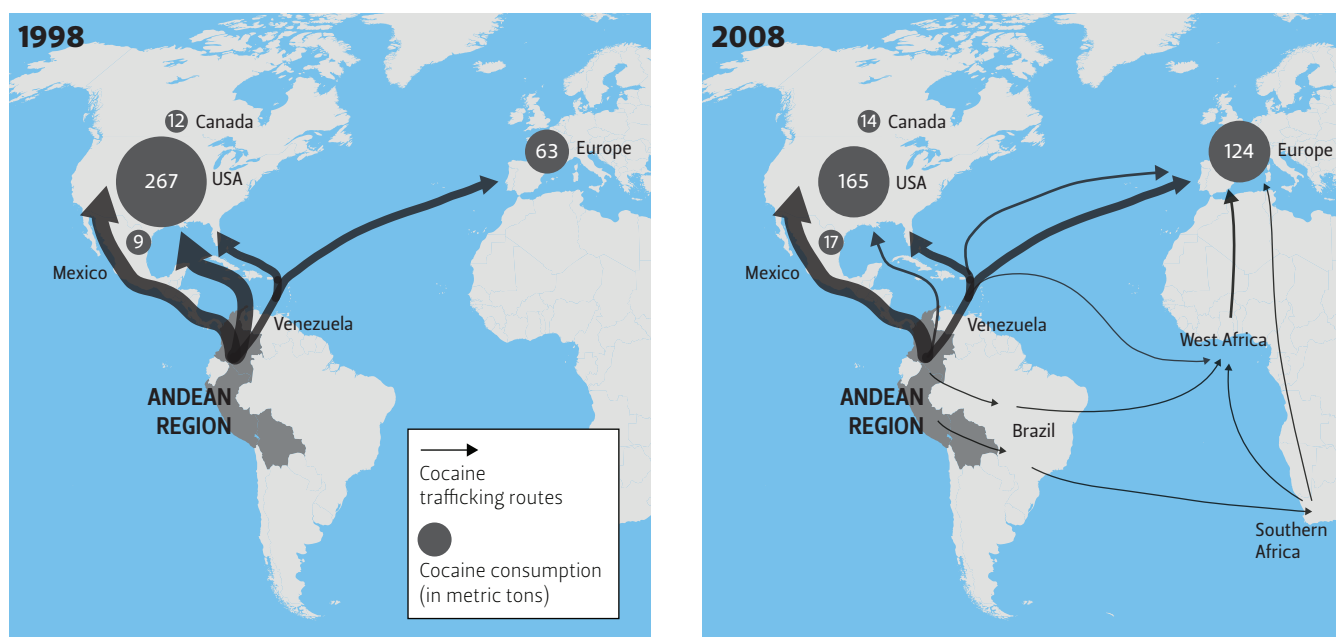 1998
12 Canada
267 USA
63 Europe
9
Mexico
Venezuela
ANDEAN
REGION
Cocaine
trafficking routes
Cocaine consumption
(in metric tons)
2008
14 Canada
165 USA
124 Europe
17
Mexico
Venezuela
West Africa
ANDEAN
REGION
Brazil
Southern
Africa